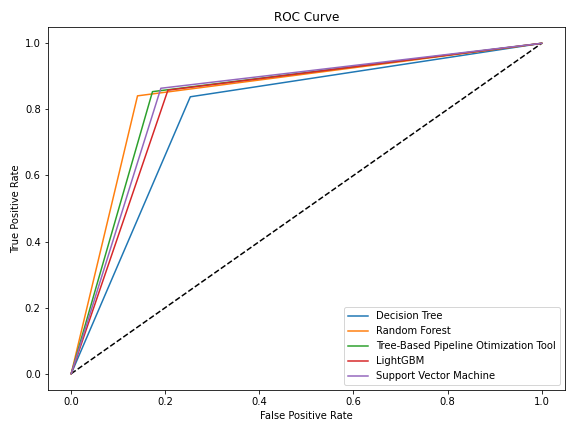 ROC Curve
True Positive Rate
1.0
0.8
0.6
0.4
0.2
0.0
Decision Tree
Random Forest
Tree-Based Pipeline Otimization Tool
LightGBM
Support Vector Machine
0.0 0.2 0.4 0.6 0.8 1.0
False Positive Rate